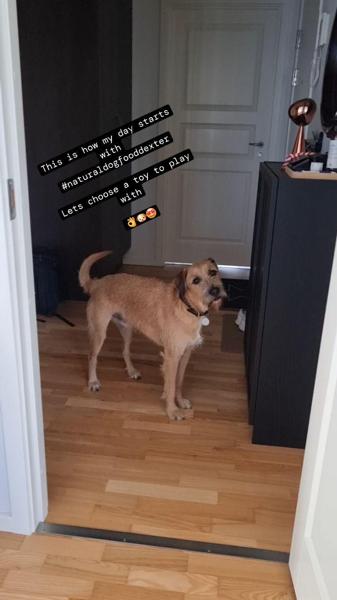 This is how my day starts
with
#naturaldogfooddexter
Lets choose a toy to play
with
👌🐶😍